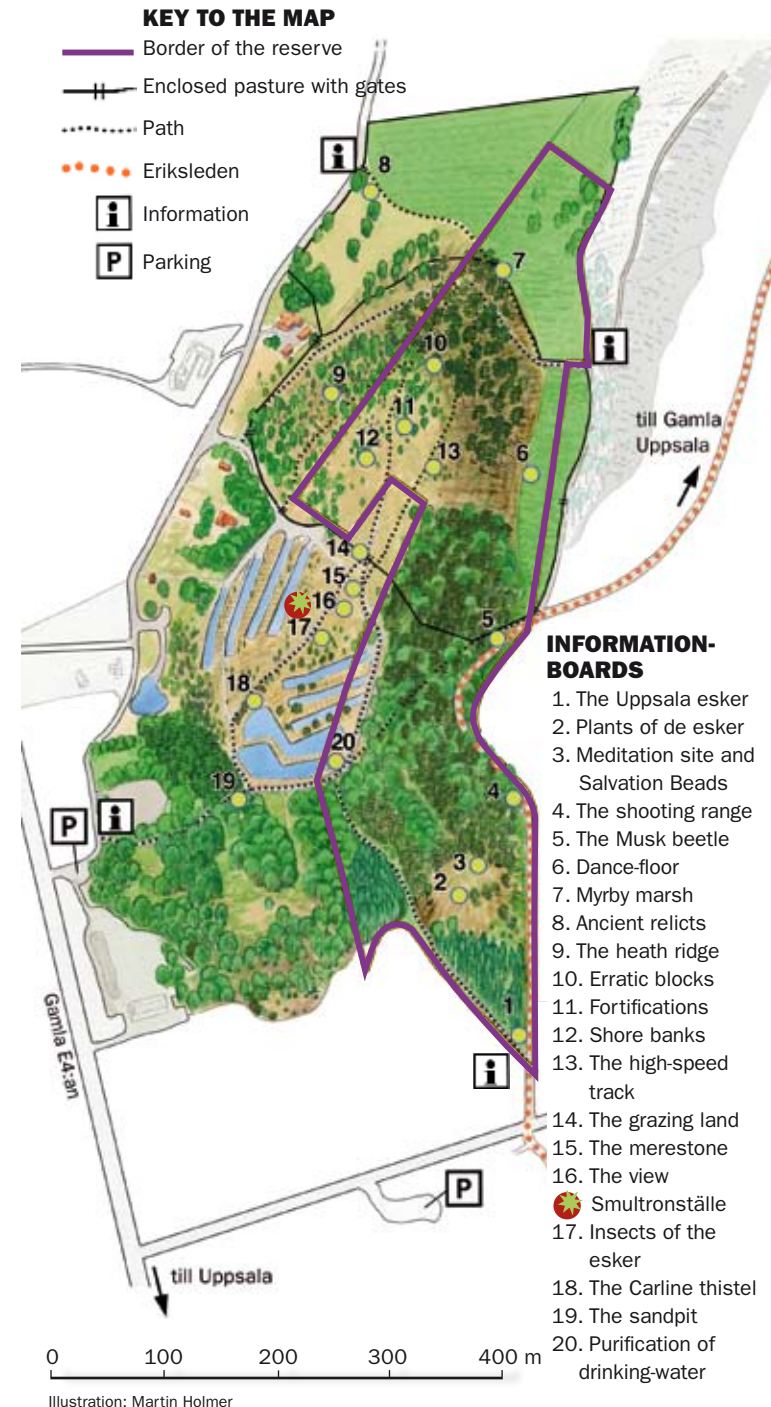 KEY TO THE MAP
Border of the reserve
Enclosed pasture with gates
Path
Eriksleden
i Information
P Parking
i
8
7
10
i
9
11
till Gamla
Uppsala
12
13
6
14
15
16
17
5
18
20
19
4
P
i
3
2
1
i
Gamla E4:an
P
till Uppsala
INFORMATION-
BOARDS
1. The Uppsala esker
2. Plants of de esker
3. Meditation site and
Salvation Beads
4. The shooting range
5. The Musk beetle
6. Dance-floor
7. Myrby marsh
8. Ancient relicts
9. The heath ridge
10. Erratic blocks
11. Fortifications
12. Shore banks
13. The high-speed
track
14. The grazing land
15. The merestone
16. The view
Smultronställe
17. Insects of the
esker
18. The Carline thistel
19. The sandpit
20. Purification of
drinking-water
0 100 200 300 400 m
Illustration: Martin Holmer